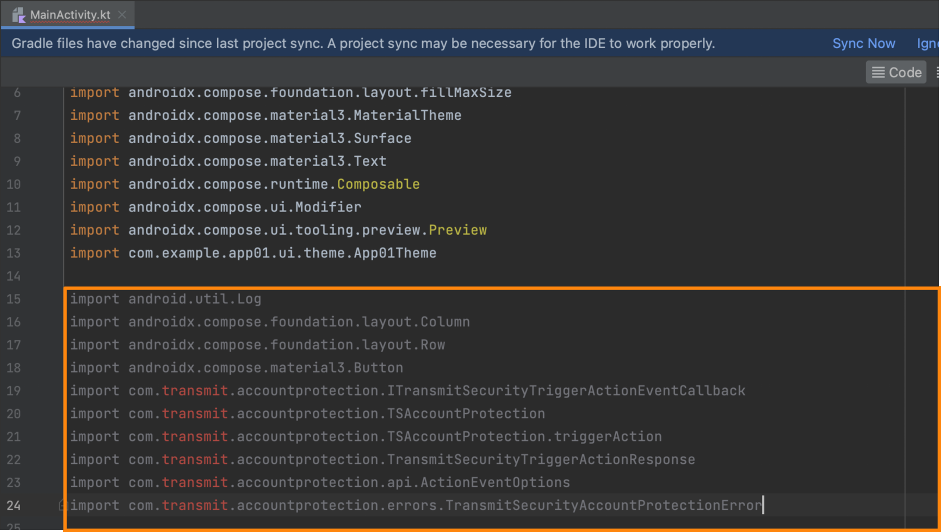 MainActivity.kt
Gradle files have changed since last project sync. A project sync may be necessary for the IDE to work properly. Sync Now Igno
Code
6 import androidx.compose.foundation.layout.fillMaxSize
7 import androidx.compose.material3.MaterialTheme
8 import androidx.compose.material3.Surface
9 import androidx.compose.material3.Text
10 import androidx.compose.runtime.Composable
11 import androidx.compose.ui.Modifier
12 import androidx.compose.ui.tooling.preview.Preview
13 import com.example.app01.ui.theme.App01Theme
14
15 import android.util.Log
16 import androidx.compose.foundation.layout.Column
17 import androidx.compose.foundation.layout.Row
18 import androidx.compose.material3.Button
19 import com.transmit.accountprotection.ITransmitSecurityTriggerActionEventCallback
20 import com.transmit.accountprotection.TSAccountProtection
21 import com.transmit.accountprotection.TSAccountProtection.triggerAction
22 import com.transmit.accountprotection.TransmitSecurityTriggerActionResponse
23 import com.transmit.accountprotection.api.ActionEventOptions
24 import com.transmit.accountprotection.errors.TransmitSecurityAccountProtectionError
25